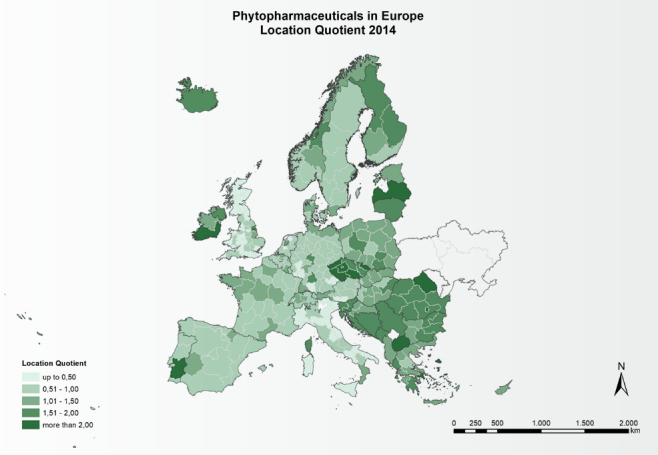 Phytopharmaceuticals in Europe
Location Quotient 2014
Location Quotient
up to 0,50
0,51 - 1,00
1,01 - 1,50
1,51 - 2,00
more than 2,00
N
0 250 500 1.000 1.500 2.000
km